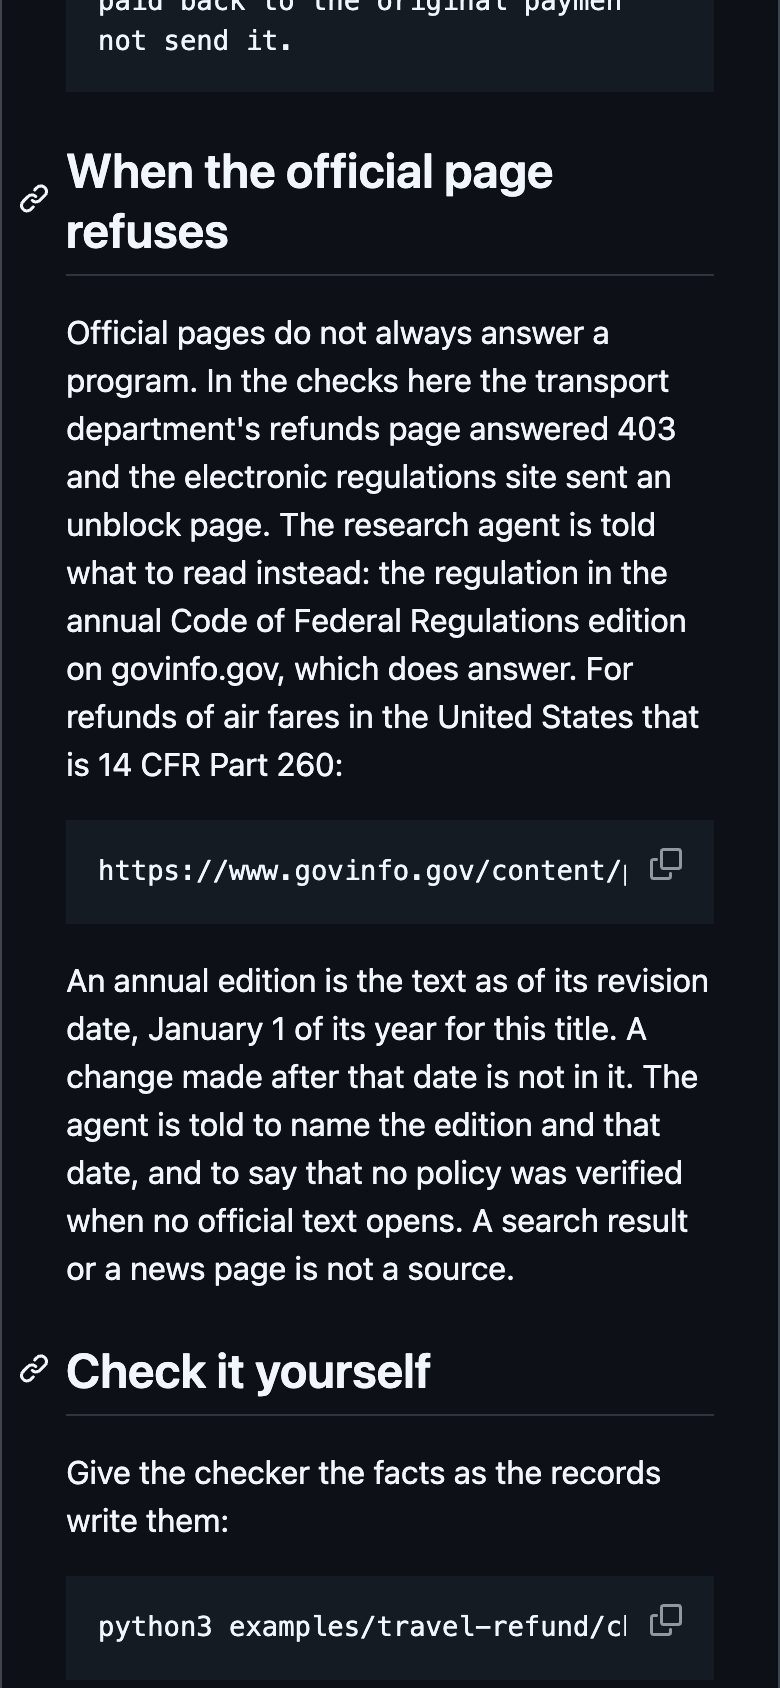 paid back to the original paymen
not send it.
When the official page
refuses
Official pages do not always answer a
program. In the checks here the transport
department's refunds page answered 403
and the electronic regulations site sent an
unblock page. The research agent is told
what to read instead: the regulation in the
annual Code of Federal Regulations edition
on govinfo.gov, which does answer. For
refunds of air fares in the United States that
is 14 CFR Part 260:
https://www.govinfo.gov/content/
An annual edition is the text as of its revision
date, January 1 of its year for this title. A
change made after that date is not in it. The
agent is told to name the edition and that
date, and to say that no policy was verified
when no official text opens. A search result
or a news page is not a source.
Check it yourself
Give the checker the facts as the records
write them:
python3 examples/travel-refund/c